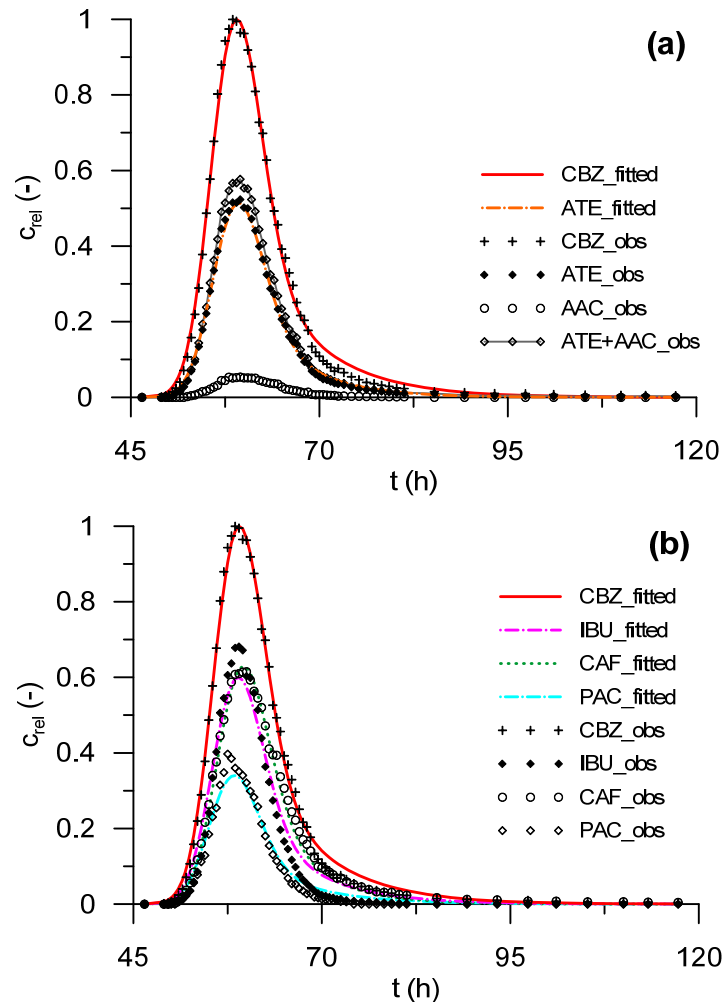 (a)
1
0.8
0.6
0.4
0.2
0
c_rel (-)
CBZ_fitted
ATE_fitted
CBZ_obs
ATE_obs
AAC_obs
ATE+AAC_obs
45 70 95 120
t (h)
(b)
1
0.8
0.6
0.4
0.2
0
c_rel (-)
CBZ_fitted
IBU_fitted
CAF_fitted
PAC_fitted
CBZ_obs
IBU_obs
CAF_obs
PAC_obs
45 70 95 120
t (h)